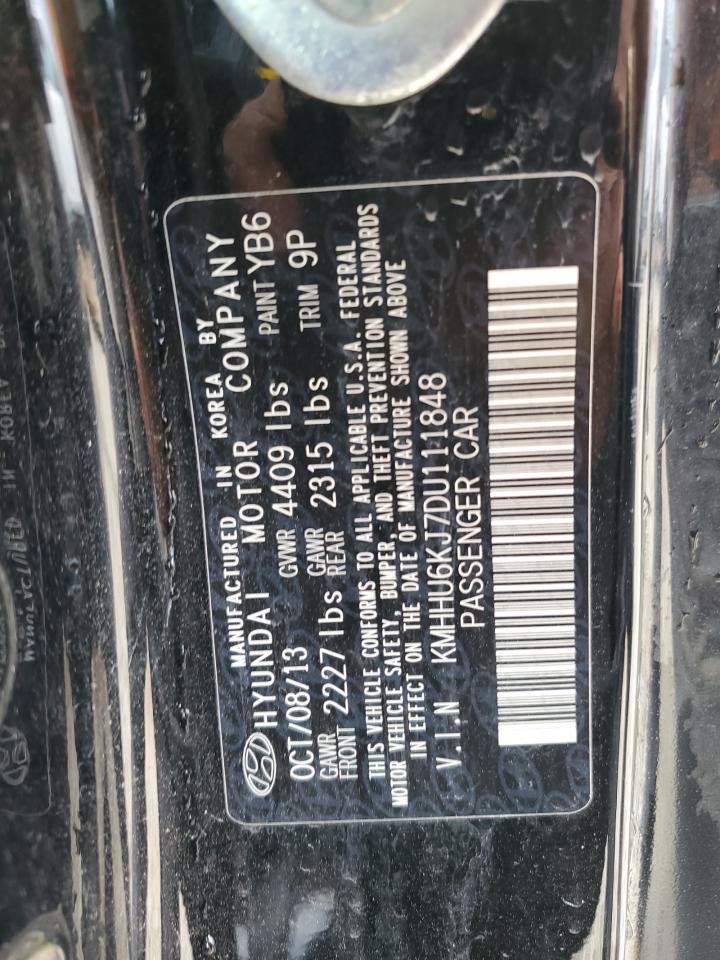 MANUFACTURED IN KOREA BY
HYUNDAI MOTOR COMPANY
OCT/08/13 GVWR 4409 lbs PAINT YB6
GAWR FRONT 2227 lbs GAWR REAR 2315 lbs TRIM 9P
THIS VEHICLE CONFORMS TO ALL APPLICABLE U.S.A. FEDERAL
MOTOR VEHICLE SAFETY, BUMPER, AND THEFT PREVENTION STANDARDS
IN EFFECT ON THE DATE OF MANUFACTURE SHOWN ABOVE
V.I.N KMHHU6KJ7DU111848
PASSENGER CAR